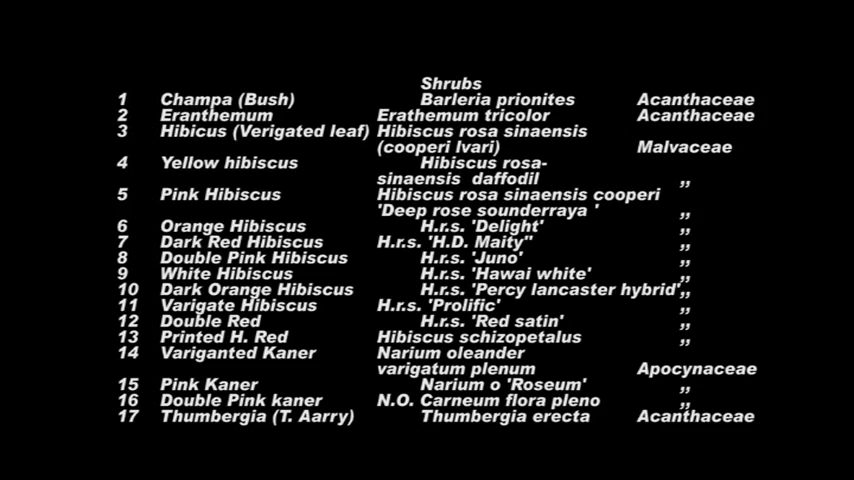 Shrubs
1 Champa (Bush) Barleria prionites Acanthaceae
2 Eranthemum Erathemum tricolor Acanthaceae
3 Hibicus (Verigated leaf) Hibiscus rosa sinaensis
(cooperi lvari) Malvaceae
4 Yellow hibiscus Hibiscus rosa-
sinaensis daffodil ,,
5 Pink Hibiscus Hibiscus rosa sinaensis cooperi
'Deep rose sounderraya ' ,,
6 Orange Hibiscus H.r.s. 'Delight' ,,
7 Dark Red Hibiscus H.r.s. 'H.D. Maity" ,,
8 Double Pink Hibiscus H.r.s. 'Juno' ,,
9 White Hibiscus H.r.s. 'Hawai white' ,,
10 Dark Orange Hibiscus H.r.s. 'Percy lancaster hybrid' ,,
11 Varigate Hibiscus H.r.s. 'Prolific' ,,
12 Double Red H.r.s. 'Red satin' ,,
13 Printed H. Red Hibiscus schizopetalus ,,
14 Variganted Kaner Narium oleander
varigatum plenum Apocynaceae
15 Pink Kaner Narium o 'Roseum' ,,
16 Double Pink kaner N.O. Carneum flora pleno ,,
17 Thumbergia (T. Aarry) Thumbergia erecta Acanthaceae